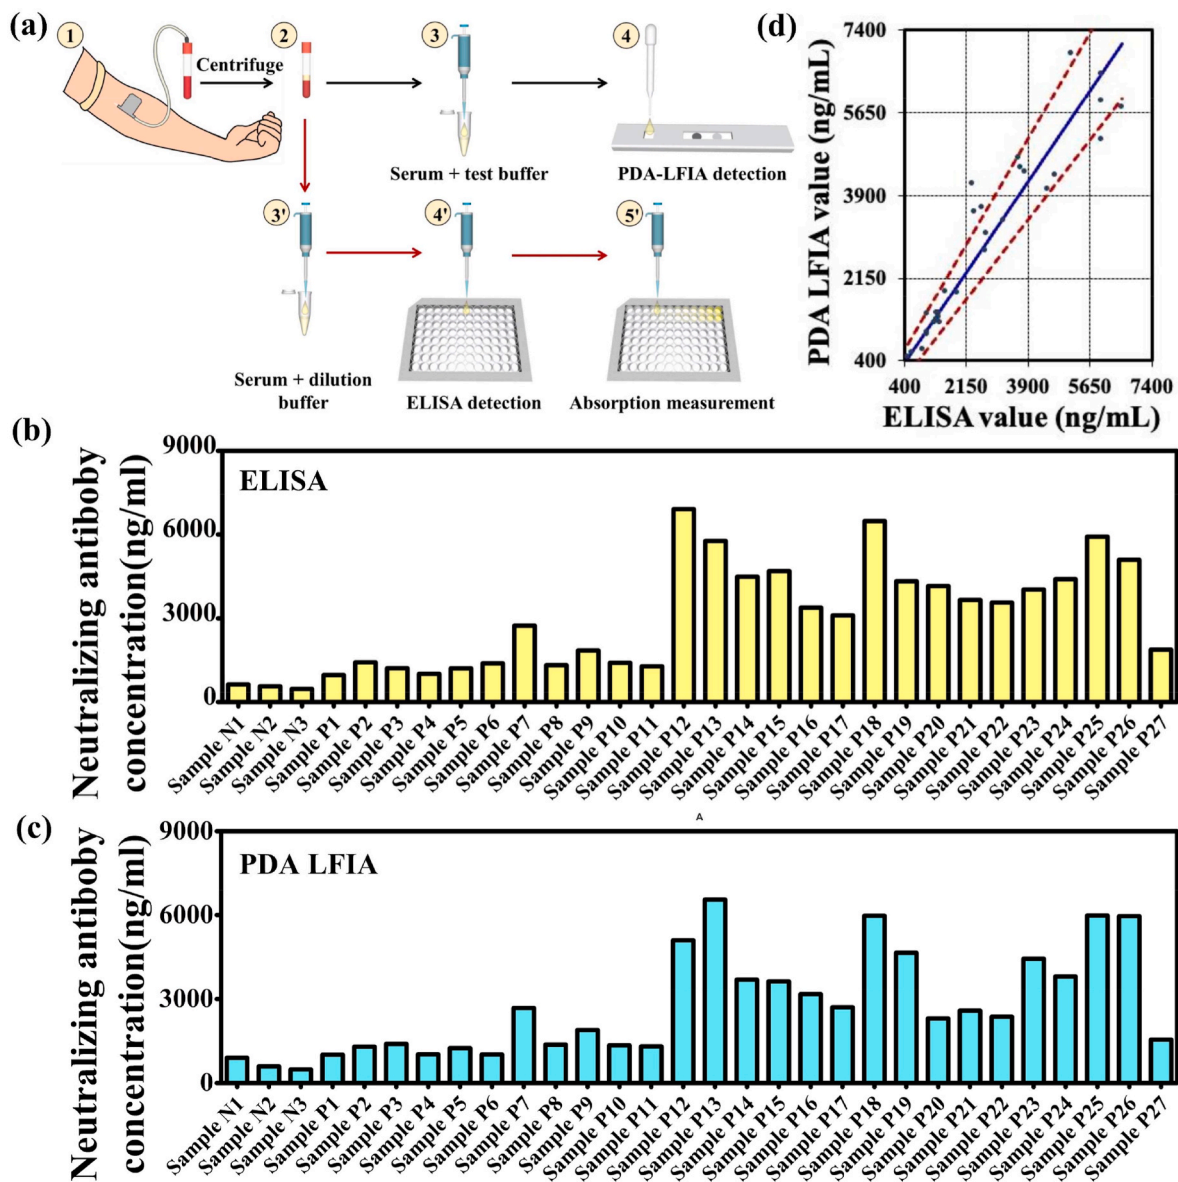 (a)
1
Centrifuge
2
3
4
Serum + test buffer
PDA-LFIA detection
3'
4'
5'
Serum + dilution
buffer
ELISA detection
Absorption measurement
(d)
PDA LFIA value (ng/mL)
7400
5650
3900
2150
400
400 2150 3900 5650 7400
ELISA value (ng/mL)
(b)
Neutralizing antiboby
concentration(ng/ml)
9000
6000
3000
0
ELISA
Sample N1 Sample N2 Sample N3 Sample P1 Sample P2 Sample P3 Sample P4 Sample P5 Sample P6 Sample P7 Sample P8 Sample P9 Sample P10 Sample P11 Sample P12 Sample P13 Sample P14 Sample P15 Sample P16 Sample P17 Sample P18 Sample P19 Sample P20 Sample P21 Sample P22 Sample P23 Sample P24 Sample P25 Sample P26 Sample P27
A
(c)
Neutralizing antiboby
concentration(ng/ml)
9000
6000
3000
0
PDA LFIA
Sample N1 Sample N2 Sample N3 Sample P1 Sample P2 Sample P3 Sample P4 Sample P5 Sample P6 Sample P7 Sample P8 Sample P9 Sample P10 Sample P11 Sample P12 Sample P13 Sample P14 Sample P15 Sample P16 Sample P17 Sample P18 Sample P19 Sample P20 Sample P21 Sample P22 Sample P23 Sample P24 Sample P25 Sample P26 Sample P27